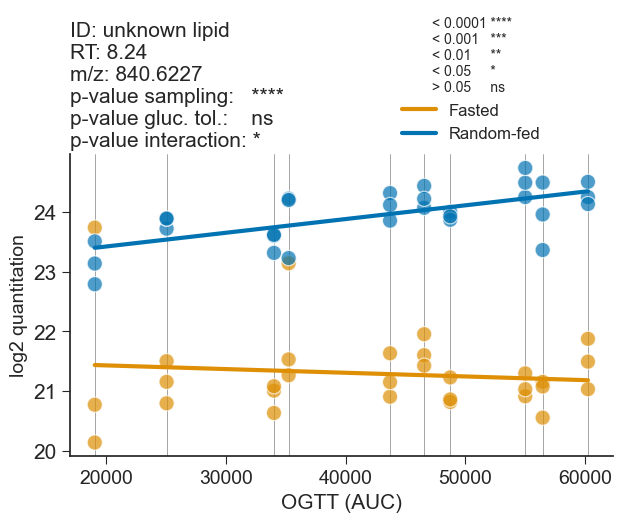 ID: unknown lipid
RT: 8.24
m/z: 840.6227
p-value sampling: ****
p-value gluc. tol.: ns
p-value interaction: *
< 0.0001 ****
< 0.001 ***
< 0.01 **
< 0.05 *
> 0.05 ns
Fasted
Random-fed
log2 quantitation
24
23
22
21
20
20000 30000 40000 50000 60000
OGTT (AUC)